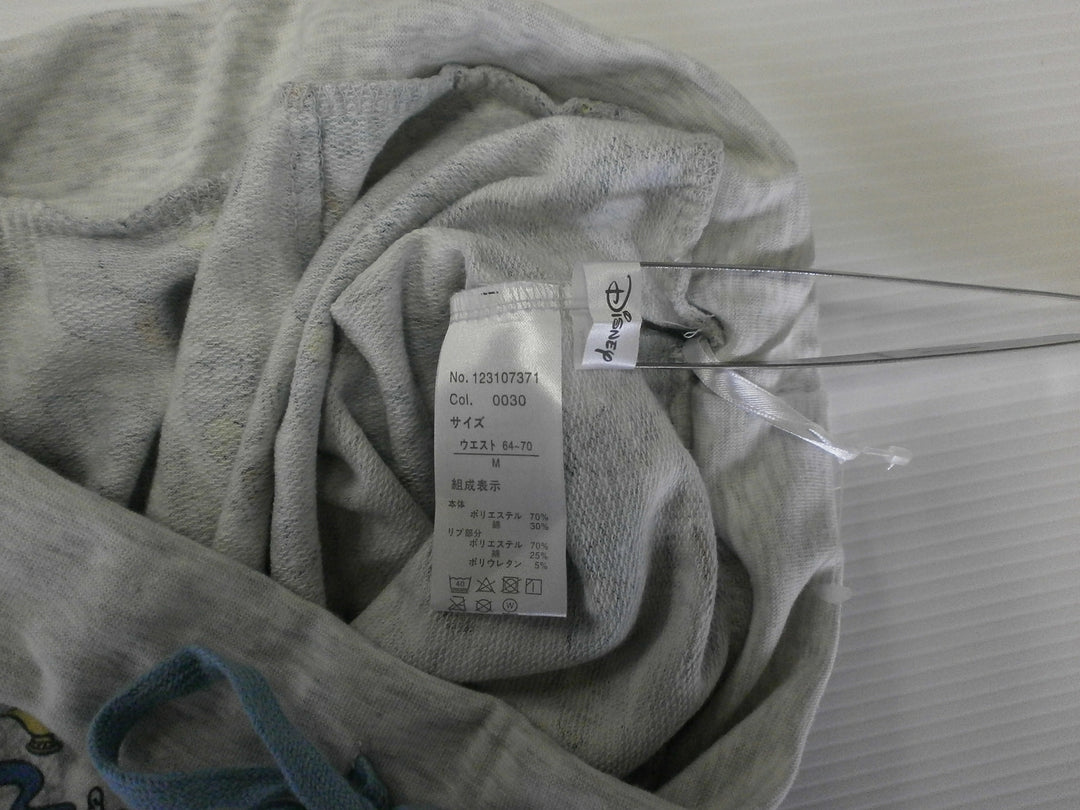 No. 123107371
Col. 0030
サイズ
ウエスト 64~70
M
組成表示
本体
ポリエステル 70%
綿 30%
リブ部分
ポリエステル 70%
綿 25%
ポリウレタン 5%
40
W
DISNEY